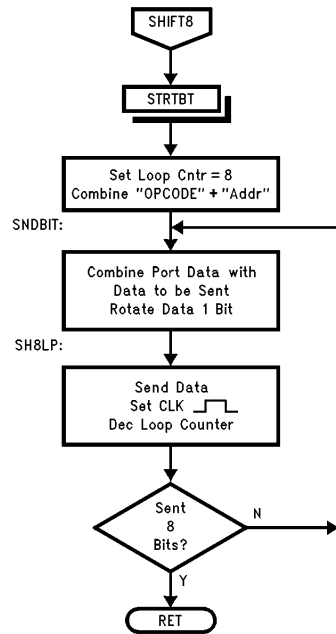 SHIFT8
STRTBT
Set Loop Cntr = 8
Combine "OPCODE" + "Addr"
SNDBIT:
Combine Port Data with
Data to be Sent
Rotate Data 1 Bit
SH8LP:
Send Data
Set CLK
Dec Loop Counter
Sent
8
Bits?
N
Y
RET